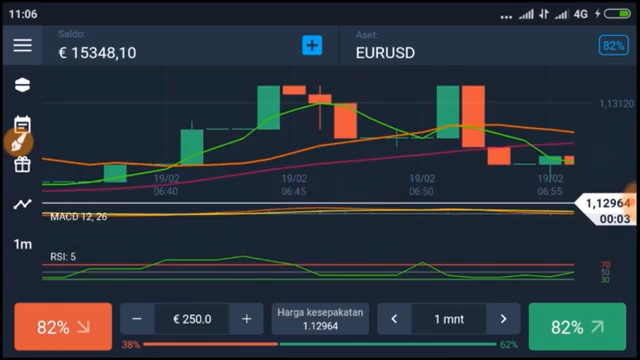 11:06
4G
Saldo:
€ 15348,10
Aset:
EURUSD
82%
1,13120
19/02
06:40
19/02
06:45
19/02
06:50
19/02
06:55
1,12964
00:03
MACD 12, 26
1m
RSI: 5
70
50
30
82%
€ 250.0
Harga kesepakatan
1.12964
1 mnt
82%
38%
62%